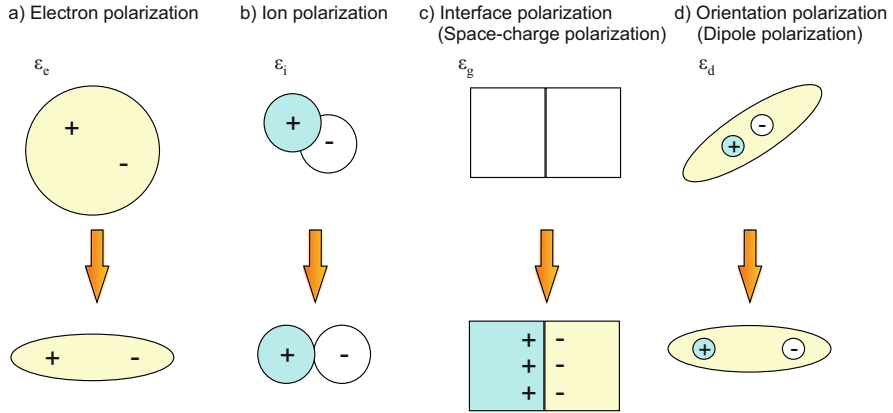 a) Electron polarization
b) Ion polarization
c) Interface polarization
(Space-charge polarization)
d) Orientation polarization
(Dipole polarization)
εe
εi
εg
εd
+
-
+
-
+
-
+ -
+ -
+ -
+ -
+ -
+ -